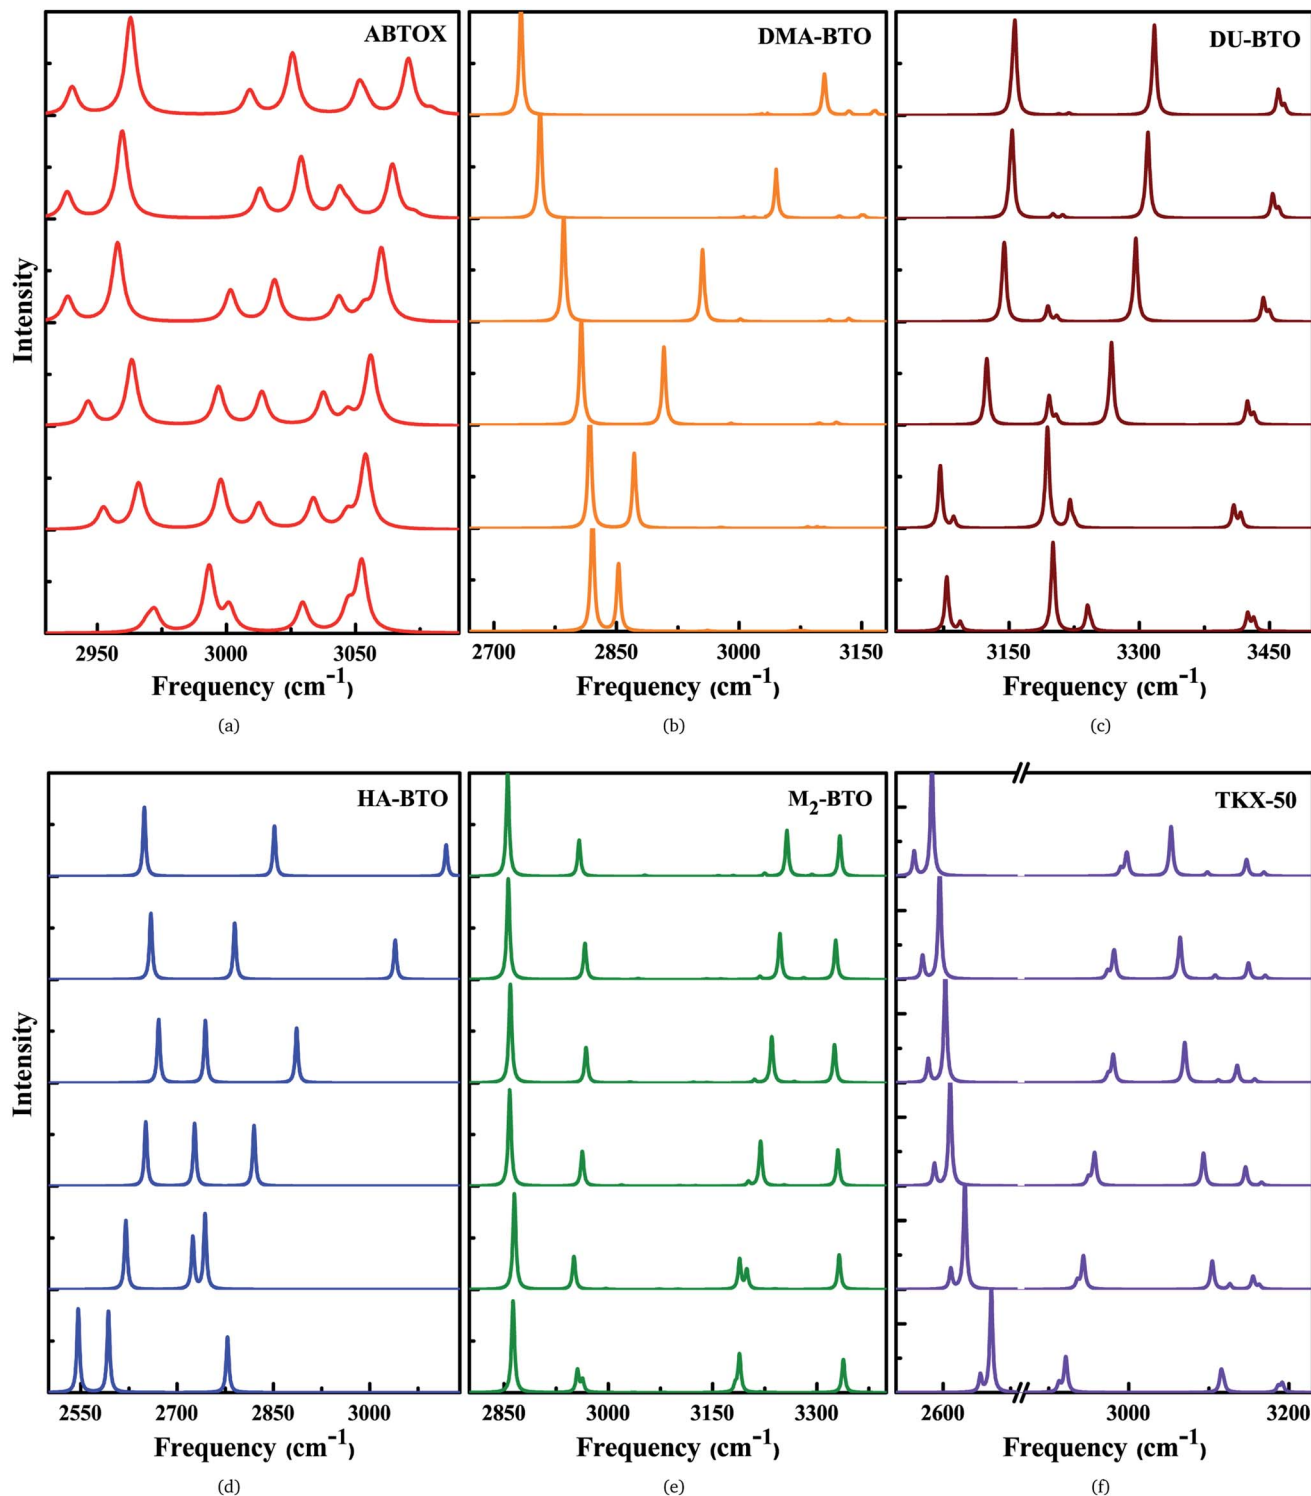 ABTOX
DMA-BTO
DU-BTO
Intensity
2950 3000 3050
2700 2850 3000 3150
3150 3300 3450
Frequency (cm-1)
Frequency (cm-1)
Frequency (cm-1)
(a)
(b)
(c)
HA-BTO
M2-BTO
TKX-50
Intensity
2550 2700 2850 3000
2850 3000 3150 3300
2600 3000 3200
Frequency (cm-1)
Frequency (cm-1)
Frequency (cm-1)
(d)
(e)
(f)